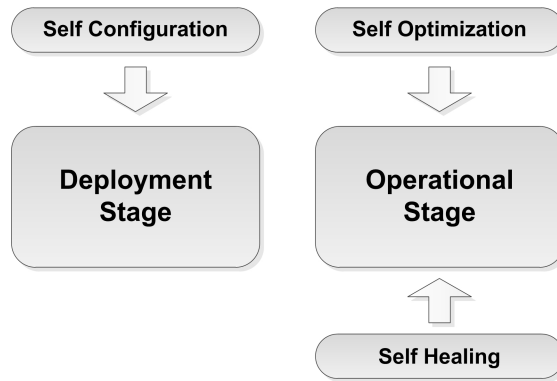 Self Configuration
Self Optimization
Deployment
Stage
Operational
Stage
Self Healing